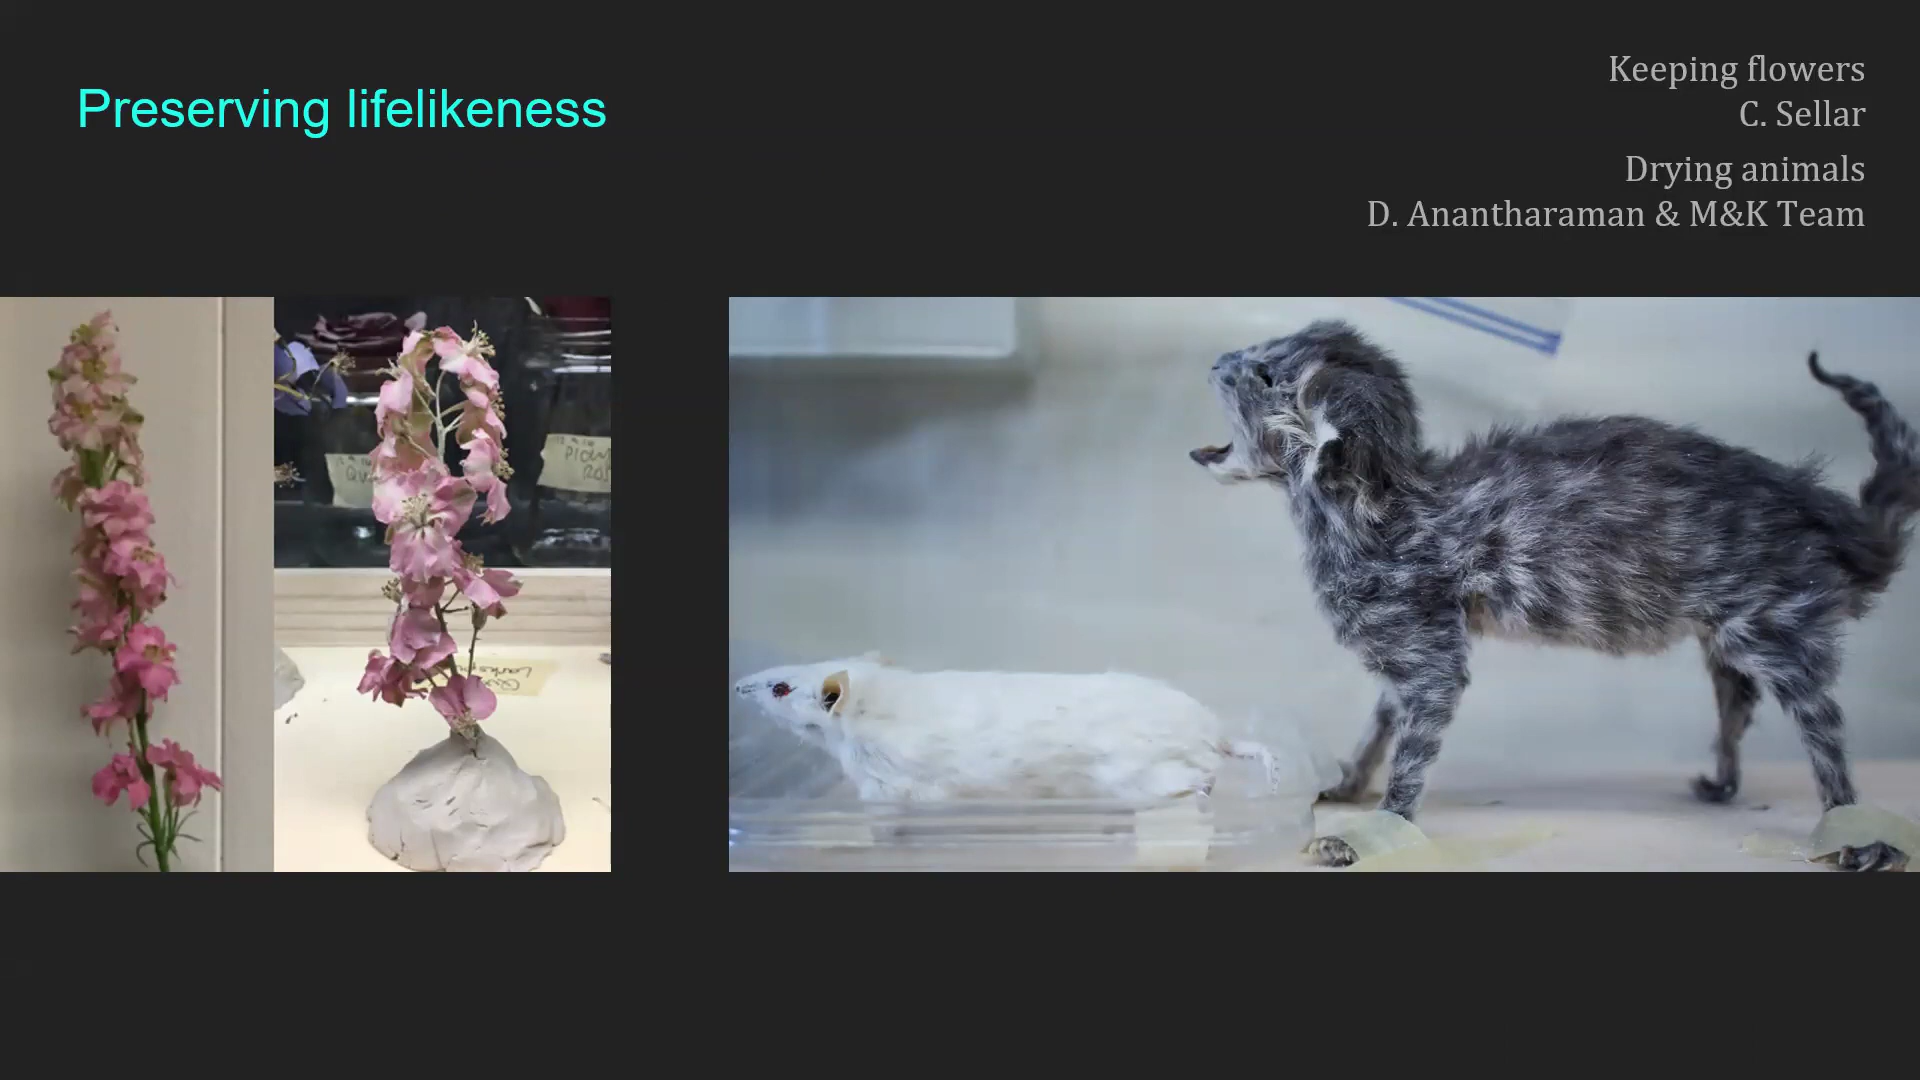 Preserving lifelikeness
Keeping flowers
C. Sellar
Drying animals
D. Anantharaman & M&K Team